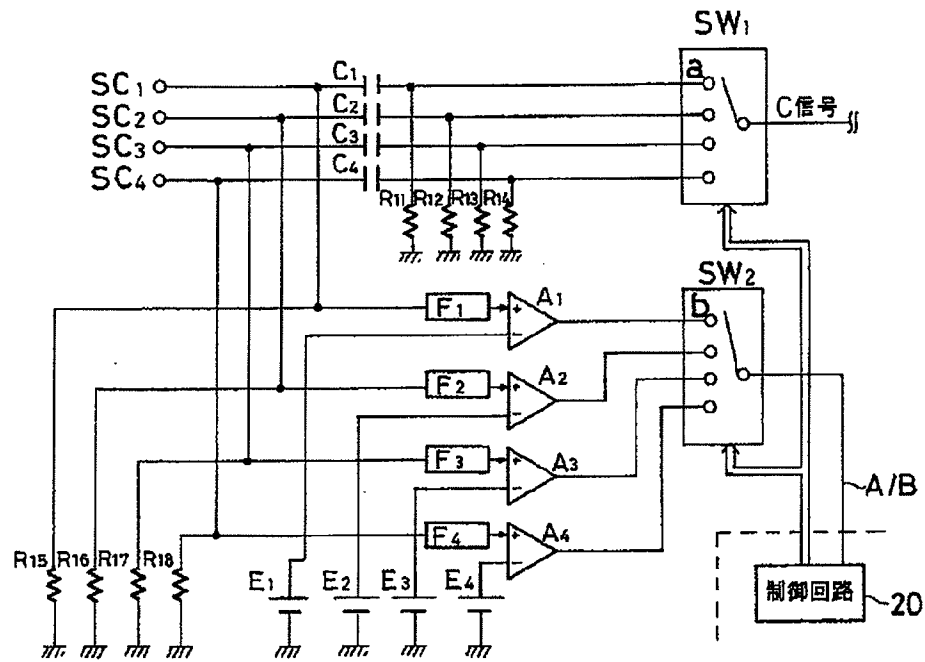 SW1
SC1
SC2
SC3
SC4
C1
C2
C3
C4
a
C信号
R11
R12
R13
R14
SW2
b
F1
F2
F3
F4
A1
A2
A3
A4
+
−
+
−
+
−
+
−
A/B
R15
R16
R17
R18
E1
E2
E3
E4
制御回路
20